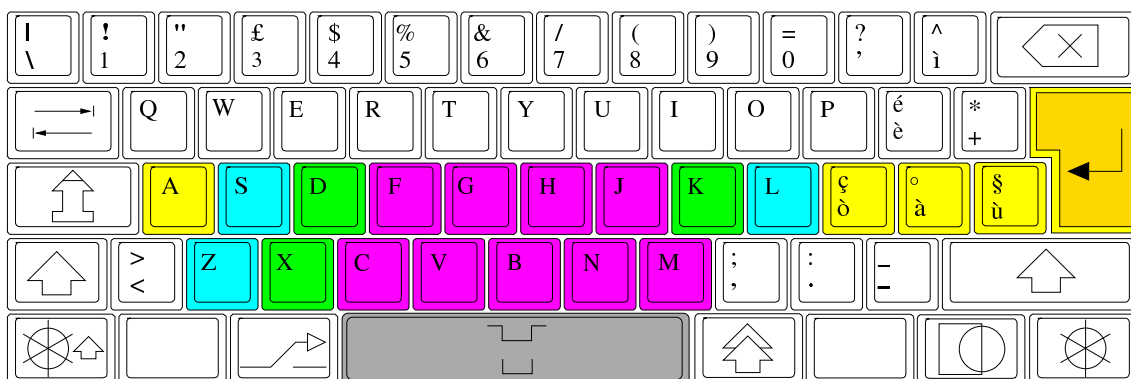 | ! " £ $ % & / ( ) = ? ^
\ 1 2 3 4 5 6 7 8 9 0 ’ ì
Q W E R T Y U I O P é *
è +
A S D F G H J K L ç ° §
ò à ù
> Z X C V B N M ; : _
< , . -